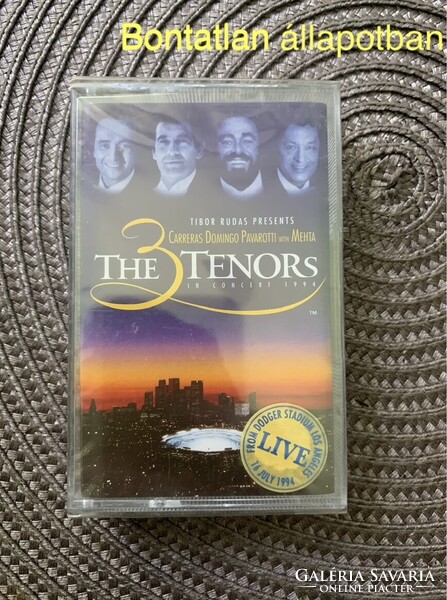 Bontatlan állapotban
TIBOR RUDAS PRESENTS
CARRERAS DOMINGO PAVAROTTI WITH MEHTA
THE 3 TENORS
IN CONCERT 1994
TM
FROM DODGER STADIUM LOS ANGELES
LIVE
16 JULY 1994
GALÉRIA SAVARIA
ONLINE PIACTÉR